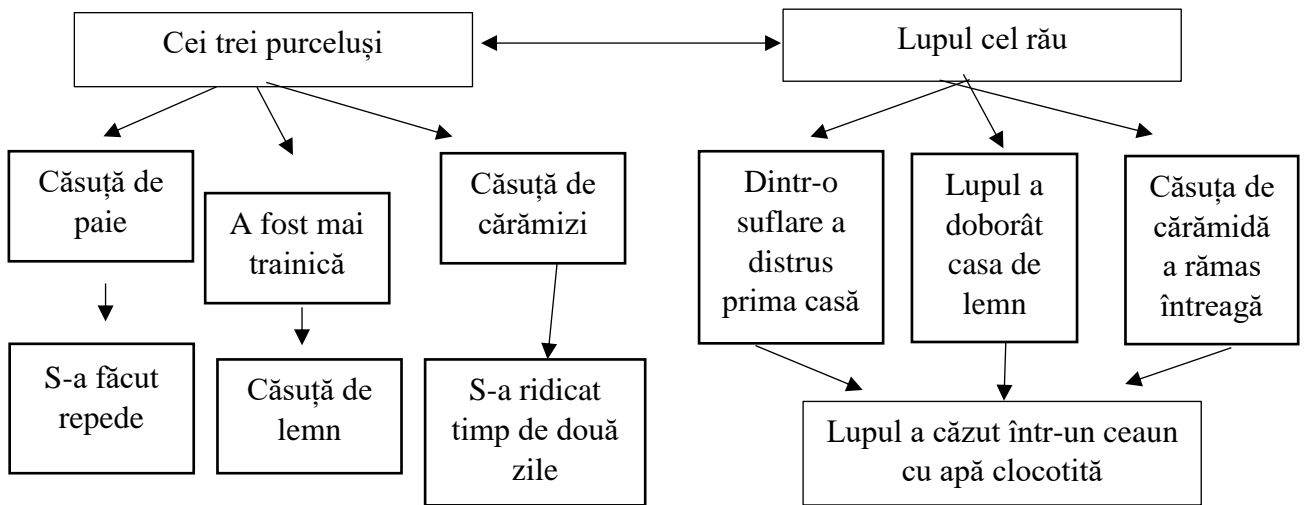 Cei trei purceluși
Lupul cel rău
Căsuță de
paie
A fost mai
trainică
Căsuță de
cărămizi
Dintr-o
suflare a
distrus
prima casă
Lupul a
doborât
casa de
lemn
Căsuța de
cărămidă
a rămas
întreagă
S-a făcut
repede
Căsuță de
lemn
S-a ridicat
timp de două
zile
Lupul a căzut într-un ceaun
cu apă clocotită